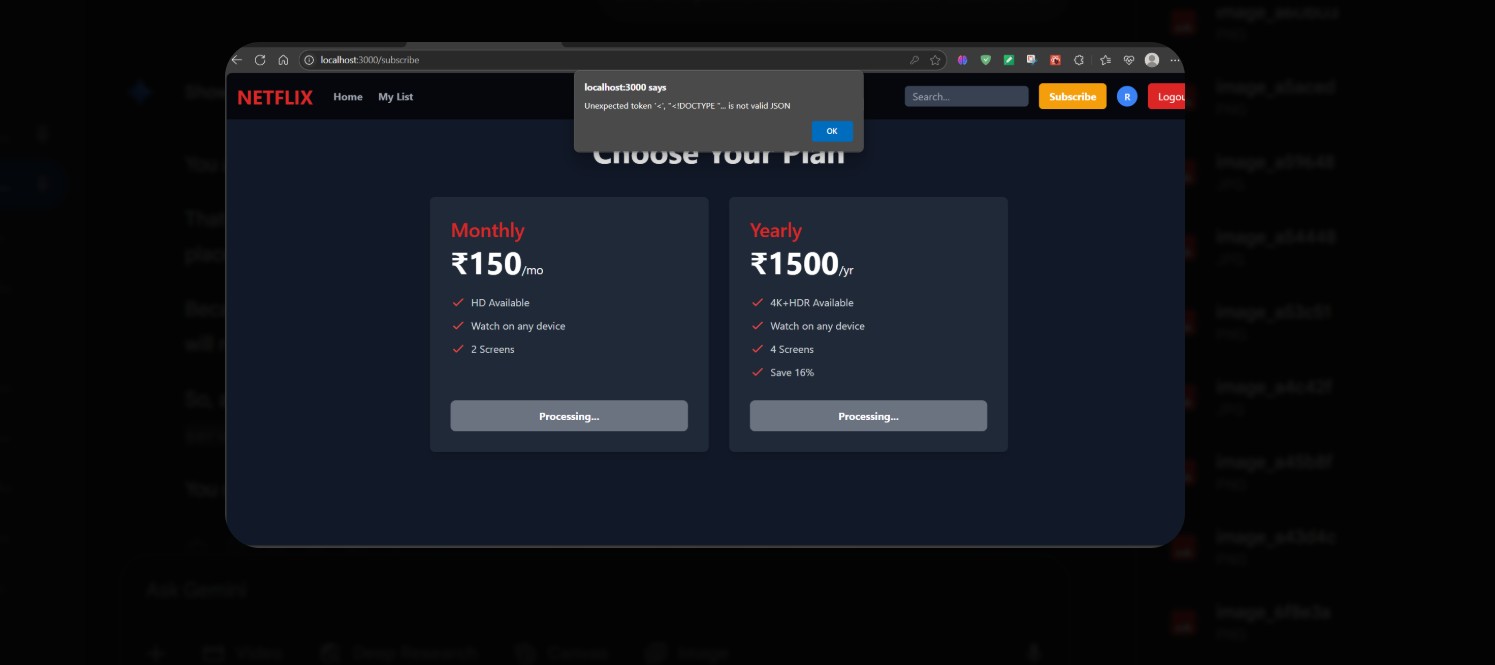 localhost:3000/subscribe
localhost:3000 says
Unexpected token '<', "<!DOCTYPE "... is not valid JSON
OK
NETFLIX Home My List Search... Subscribe R Logou
Choose Your Plan
Monthly
₹150/mo
HD Available
Watch on any device
2 Screens
Processing...
Yearly
₹1500/yr
4K+HDR Available
Watch on any device
4 Screens
Save 16%
Processing...
Ask Gemini